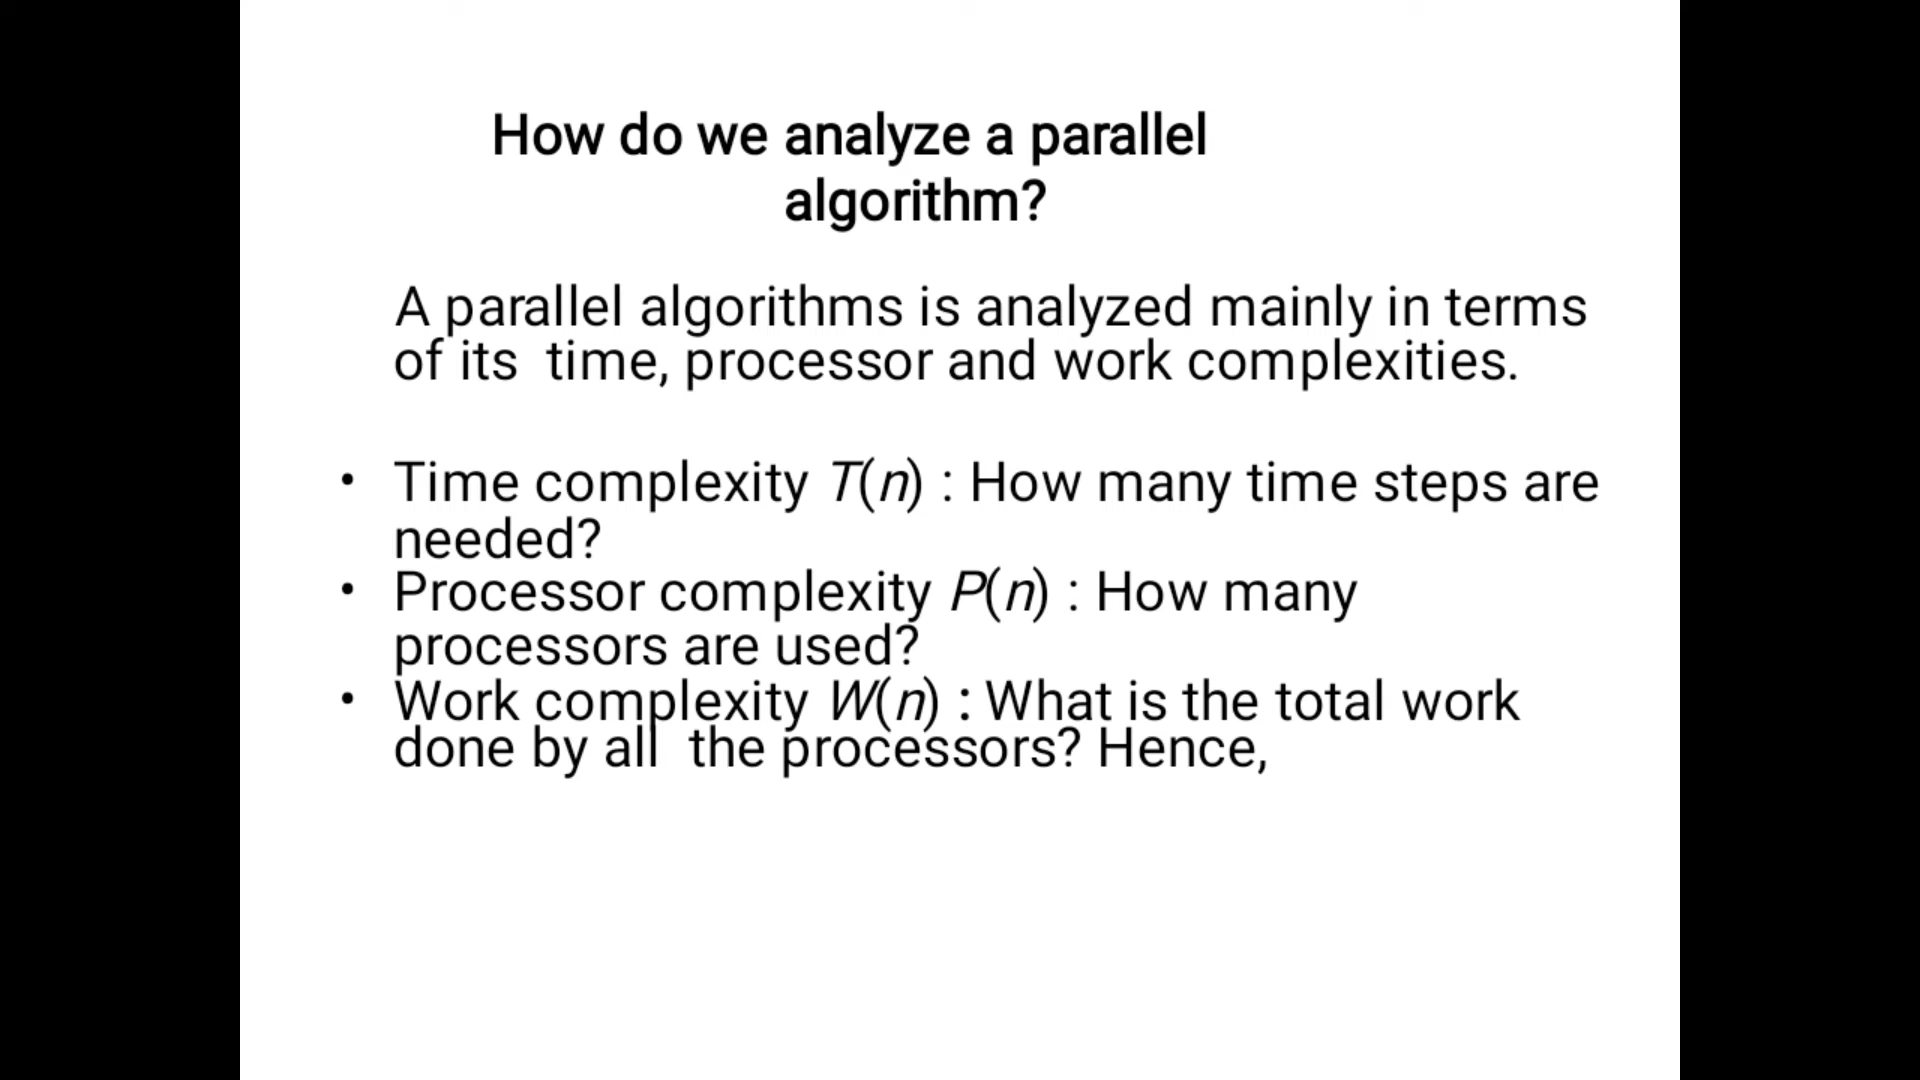 How do we analyze a parallel
algorithm?
A parallel algorithms is analyzed mainly in terms
of its  time, processor and work complexities.
• Time complexity T(n) : How many time steps are
needed?
• Processor complexity P(n) : How many
processors are used?
• Work complexity W(n) : What is the total work
done by all  the processors? Hence,